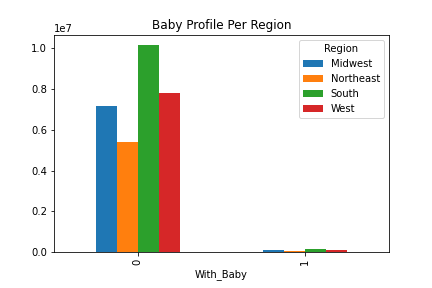 Baby Profile Per Region
1e7
Region
Midwest
Northeast
South
West
1.0
0.8
0.6
0.4
0.2
0.0
0
1
With_Baby